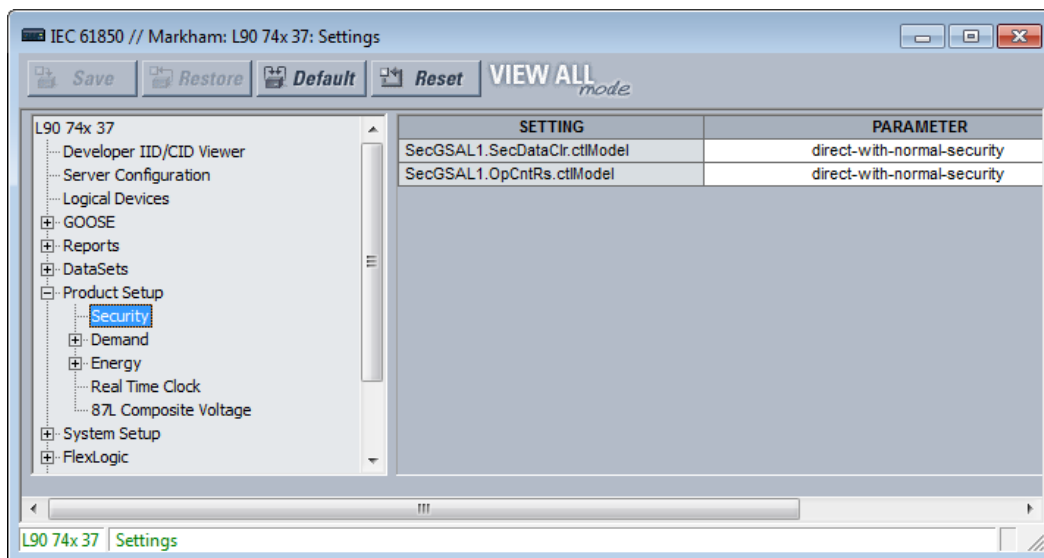 IEC 61850 // Markham: L90 74x 37: Settings
Save Restore Default Reset VIEW ALL mode
L90 74x 37
Developer IID/CID Viewer
Server Configuration
Logical Devices
GOOSE
Reports
DataSets
Product Setup
Security
Demand
Energy
Real Time Clock
87L Composite Voltage
System Setup
FlexLogic
SETTING PARAMETER
SecGSAL1.SecDataClr.ctlModel direct-with-normal-security
SecGSAL1.OpCntRs.ctlModel direct-with-normal-security
L90 74x 37 Settings